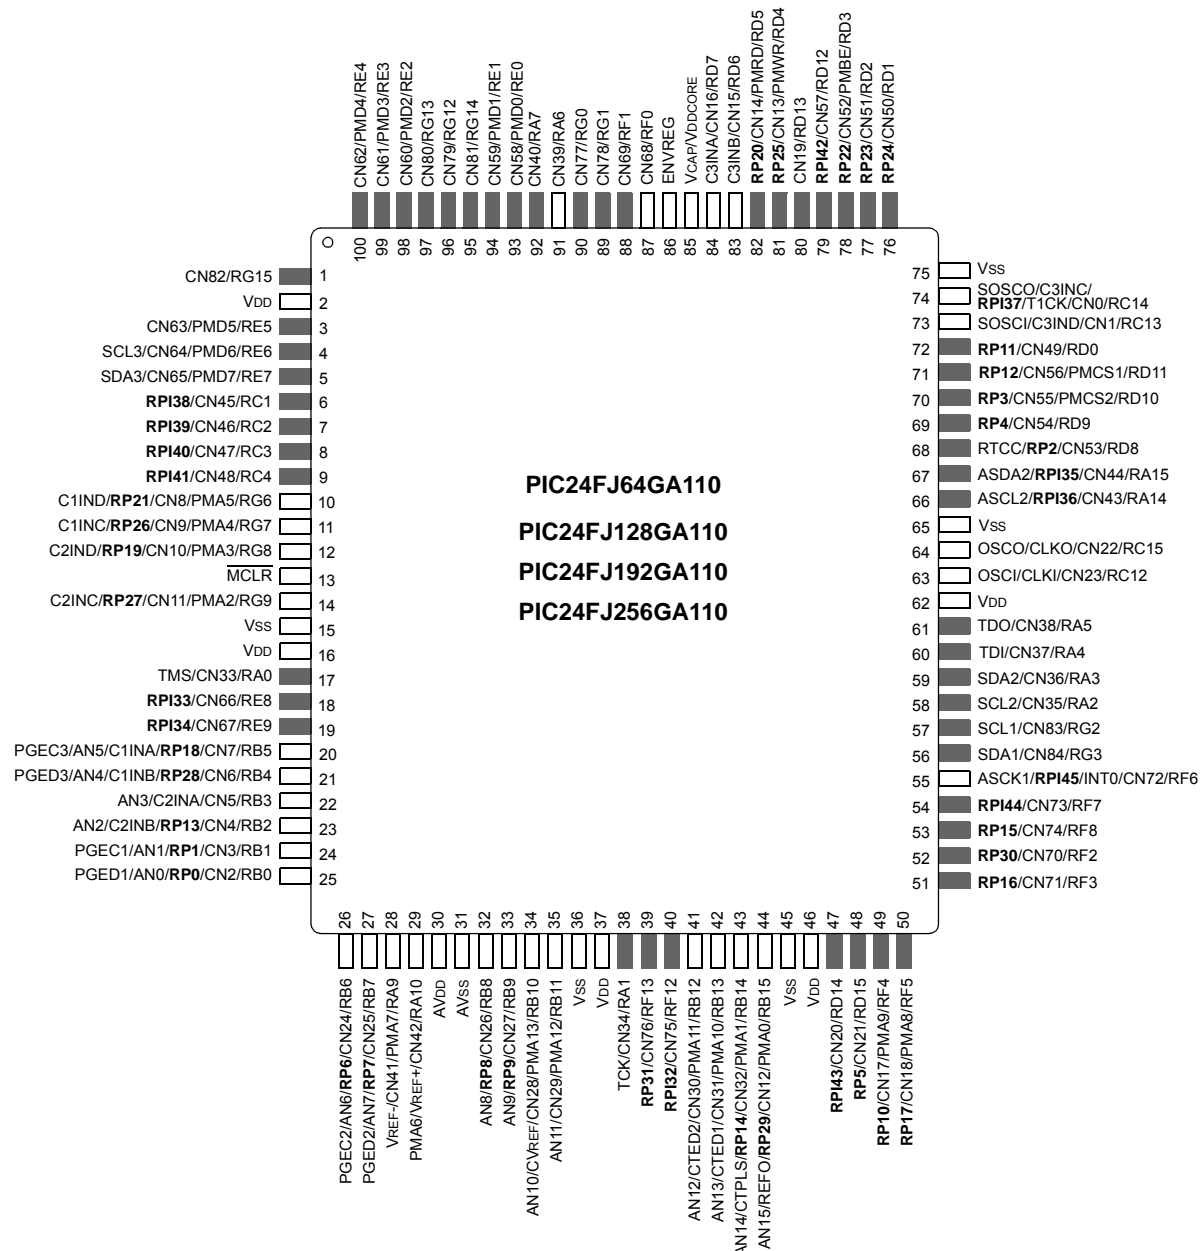 CN62/PMD4/RE4
CN61/PMD3/RE3
CN60/PMD2/RE2
CN80/RG13
CN79/RG12
CN81/RG14
CN59/PMD1/RE1
CN58/PMD0/RE0
CN40/RA7
CN39/RA6
CN77/RG0
CN78/RG1
CN69/RF1
CN68/RF0
ENVREG
VCAP/VDDCORE
C3INA/CN16/RD7
C3INB/CN15/RD6
RP20/CN14/PMRD/RD5
RP25/CN13/PMWR/RD4
CN19/RD13
RPI42/CN57/RD12
RP22/CN52/PMBE/RD3
RP23/CN51/RD2
RP24/CN50/RD1
100
99
98
97
96
95
94
93
92
91
90
89
88
87
86
85
84
83
82
81
80
79
78
77
76
CN82/RG15 1
VDD 2
CN63/PMD5/RE5 3
SCL3/CN64/PMD6/RE6 4
SDA3/CN65/PMD7/RE7 5
RPI38/CN45/RC1 6
RPI39/CN46/RC2 7
RPI40/CN47/RC3 8
RPI41/CN48/RC4 9
C1IND/RP21/CN8/PMA5/RG6 10
C1INC/RP26/CN9/PMA4/RG7 11
C2IND/RP19/CN10/PMA3/RG8 12
MCLR 13
C2INC/RP27/CN11/PMA2/RG9 14
VSS 15
VDD 16
TMS/CN33/RA0 17
RPI33/CN66/RE8 18
RPI34/CN67/RE9 19
PGEC3/AN5/C1INA/RP18/CN7/RB5 20
PGED3/AN4/C1INB/RP28/CN6/RB4 21
AN3/C2INA/CN5/RB3 22
AN2/C2INB/RP13/CN4/RB2 23
PGEC1/AN1/RP1/CN3/RB1 24
PGED1/AN0/RP0/CN2/RB0 25
PIC24FJ64GA110
PIC24FJ128GA110
PIC24FJ192GA110
PIC24FJ256GA110
75 VSS
74 SOSCO/C3INC/
RPI37/T1CK/CN0/RC14
73 SOSCI/C3IND/CN1/RC13
72 RP11/CN49/RD0
71 RP12/CN56/PMCS1/RD11
70 RP3/CN55/PMCS2/RD10
69 RP4/CN54/RD9
68 RTCC/RP2/CN53/RD8
67 ASDA2/RPI35/CN44/RA15
66 ASCL2/RPI36/CN43/RA14
65 VSS
64 OSCO/CLKO/CN22/RC15
63 OSCI/CLKI/CN23/RC12
62 VDD
61 TDO/CN38/RA5
60 TDI/CN37/RA4
59 SDA2/CN36/RA3
58 SCL2/CN35/RA2
57 SCL1/CN83/RG2
56 SDA1/CN84/RG3
55 ASCK1/RPI45/INT0/CN72/RF6
54 RPI44/CN73/RF7
53 RP15/CN74/RF8
52 RP30/CN70/RF2
51 RP16/CN71/RF3
26
27
28
29
30
31
32
33
34
35
36
37
38
39
40
41
42
43
44
45
46
47
48
49
50
PGEC2/AN6/RP6/CN24/RB6
PGED2/AN7/RP7/CN25/RB7
VREF-/CN41/PMA7/RA9
PMA6/VREF+/CN42/RA10
AVDD
AVSS
AN8/RP8/CN26/RB8
AN9/RP9/CN27/RB9
AN10/CVREF/CN28/PMA13/RB10
AN11/CN29/PMA12/RB11
VSS
VDD
TCK/CN34/RA1
RP31/CN76/RF13
RPI32/CN75/RF12
AN12/CTED2/CN30/PMA11/RB12
AN13/CTED1/CN31/PMA10/RB13
AN14/CTPLS/RP14/CN32/PMA1/RB14
AN15/REFO/RP29/CN12/PMA0/RB15
VSS
VDD
RPI43/CN20/RD14
RP5/CN21/RD15
RP10/CN17/PMA9/RF4
RP17/CN18/PMA8/RF5